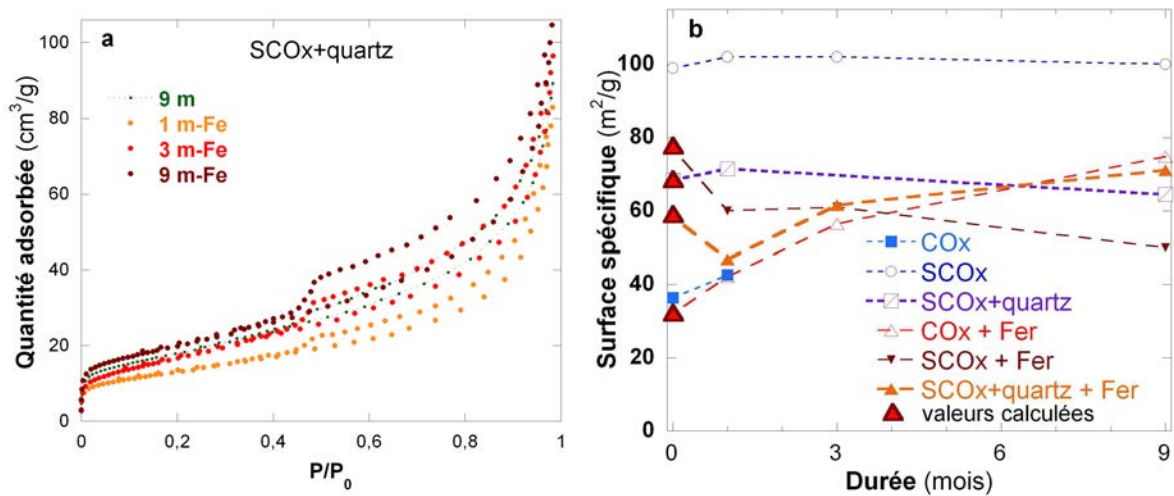 a
SCOx+quartz
9 m
1 m-Fe
3 m-Fe
9 m-Fe
Quantité adsorbée (cm³/g)
100
80
60
40
20
0
0
0,2
0,4
0,6
0,8
1
P/P₀
b
Surface spécifique (m²/g)
100
80
60
40
20
0
COx
SCOx
SCOx+quartz
COx + Fer
SCOx + Fer
SCOx+quartz + Fer
valeurs calculées
0
3
6
9
Durée (mois)